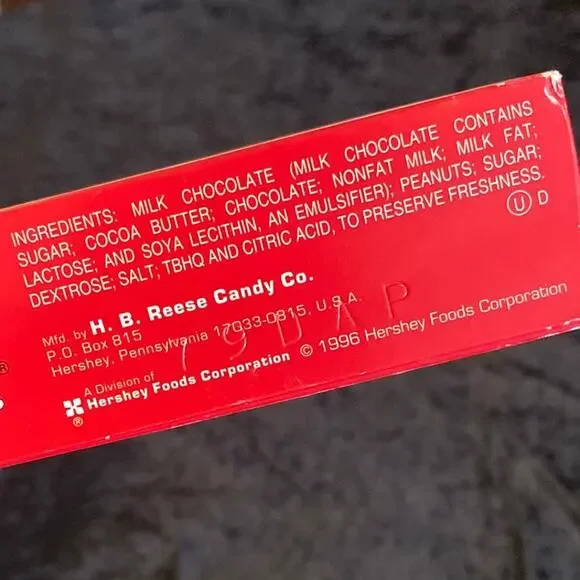 INGREDIENTS: MILK CHOCOLATE (MILK CHOCOLATE CONTAINS
SUGAR; COCOA BUTTER; CHOCOLATE; NONFAT MILK; MILK FAT;
LACTOSE; AND SOYA LECITHIN, AN EMULSIFIER); PEANUTS; SUGAR;
DEXTROSE; SALT; TBHQ AND CITRIC ACID, TO PRESERVE FRESHNESS.
Ⓤ D
Mfd. by H. B. Reese Candy Co.
P.O. Box 815
Hershey, Pennsylvania 17033-0815, U.S.A.
79DAP
A Division of
Hershey Foods Corporation
®
© 1996 Hershey Foods Corporation
®